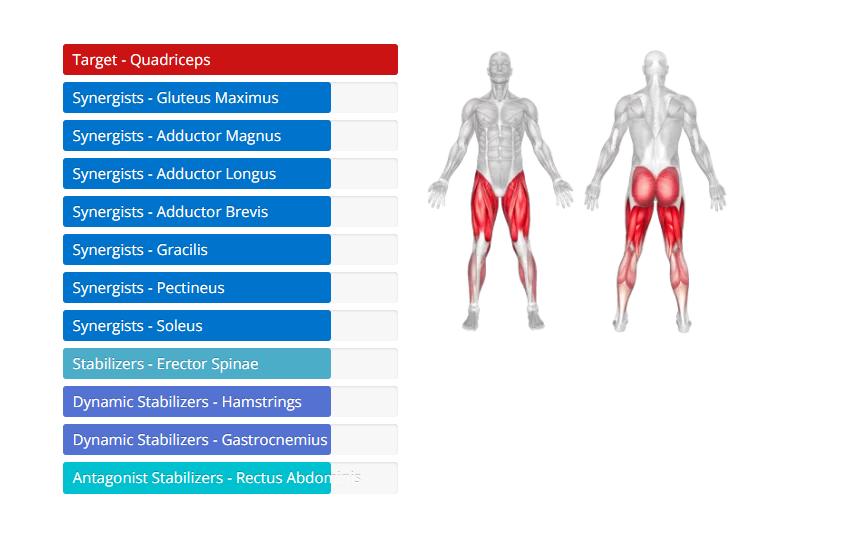 Target - Quadriceps
Synergists - Gluteus Maximus
Synergists - Adductor Magnus
Synergists - Adductor Longus
Synergists - Adductor Brevis
Synergists - Gracilis
Synergists - Pectineus
Synergists - Soleus
Stabilizers - Erector Spinae
Dynamic Stabilizers - Hamstrings
Dynamic Stabilizers - Gastrocnemius
Antagonist Stabilizers - Rectus Abdominis